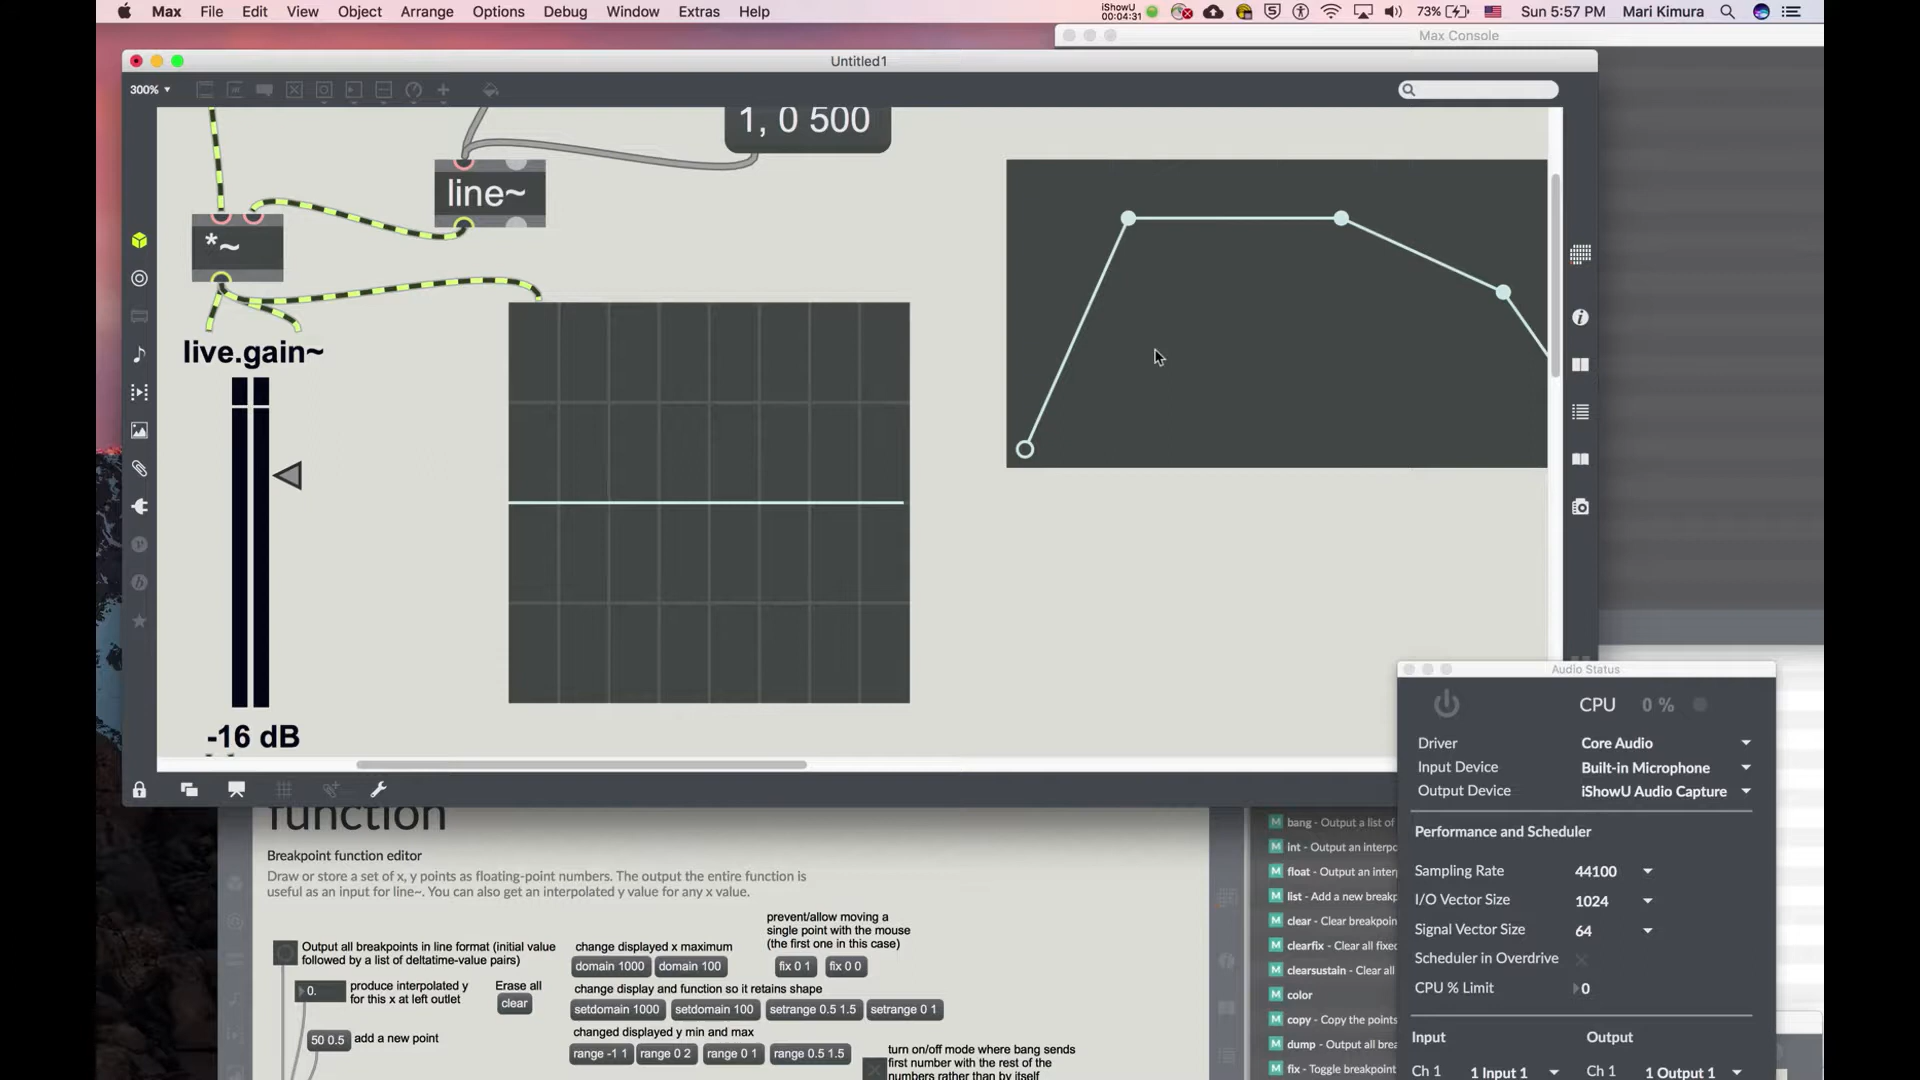 Max File Edit View Object Arrange Options Debug Window Extras Help
iShowU
00:04:31
73% Sun 5:57 PM Mari Kimura
Max Console
Untitled1
300%
1, 0 500
line~
*~
live.gain~
-16 dB
Audio Status
CPU 0 %
Driver Core Audio
Input Device Built-in Microphone
Output Device iShowU Audio Capture
Performance and Scheduler
Sampling Rate 44100
I/O Vector Size 1024
Signal Vector Size 64
Scheduler in Overdrive
CPU % Limit 0
Input Output
Ch 1 1 Input 1 Ch 1 1 Output 1
function
Breakpoint function editor
Draw or store a set of x, y points as floating-point numbers. The output the entire function is
useful as an input for line~. You can also get an interpolated y value for any x value.
Output all breakpoints in line format (initial value
followed by a list of deltatime-value pairs)
0.
produce interpolated y
for this x at left outlet
Erase all
clear
50 0.5 add a new point
change displayed x maximum
domain 1000 domain 100
change display and function so it retains shape
setdomain 1000 setdomain 100 setrange 0.5 1.5 setrange 0 1
changed displayed y min and max
range -1 1 range 0 2 range 0 1 range 0.5 1.5
prevent/allow moving a
single point with the mouse
(the first one in this case)
fix 0 1 fix 0 0
turn on/off mode where bang sends
first number with the rest of the
numbers rather than by itself
M bang - Output a list of
M int - Output an interpo
M float - Output an inter
M list - Add a new breakp
M clear - Clear breakpoin
M clearfix - Clear all fixed
M clearsustain - Clear all
M color
M copy - Copy the points
M dump - Output all brea
M fix - Toggle breakpoint